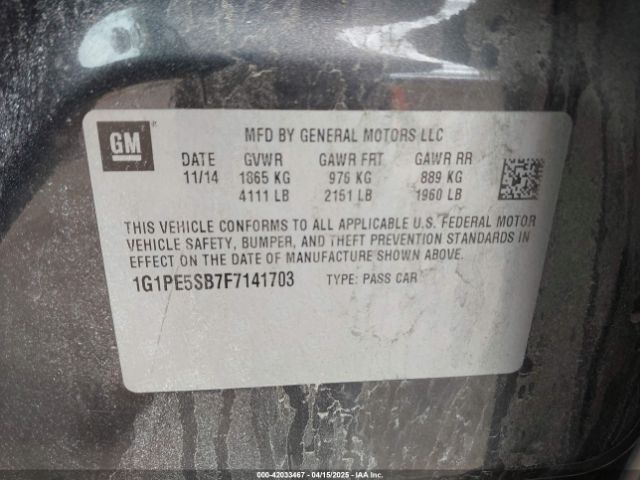 GM
®
MFD BY GENERAL MOTORS LLC
DATE GVWR GAWR FRT GAWR RR
11/14 1865 KG 976 KG 889 KG
4111 LB 2151 LB 1960 LB
THIS VEHICLE CONFORMS TO ALL APPLICABLE U.S. FEDERAL MOTOR
VEHICLE SAFETY, BUMPER, AND THEFT PREVENTION STANDARDS IN
EFFECT ON THE DATE OF MANUFACTURE SHOWN ABOVE.
1G1PE5SB7F7141703 TYPE: PASS CAR
000-42033467 - 04/15/2025 - IAAI.COM